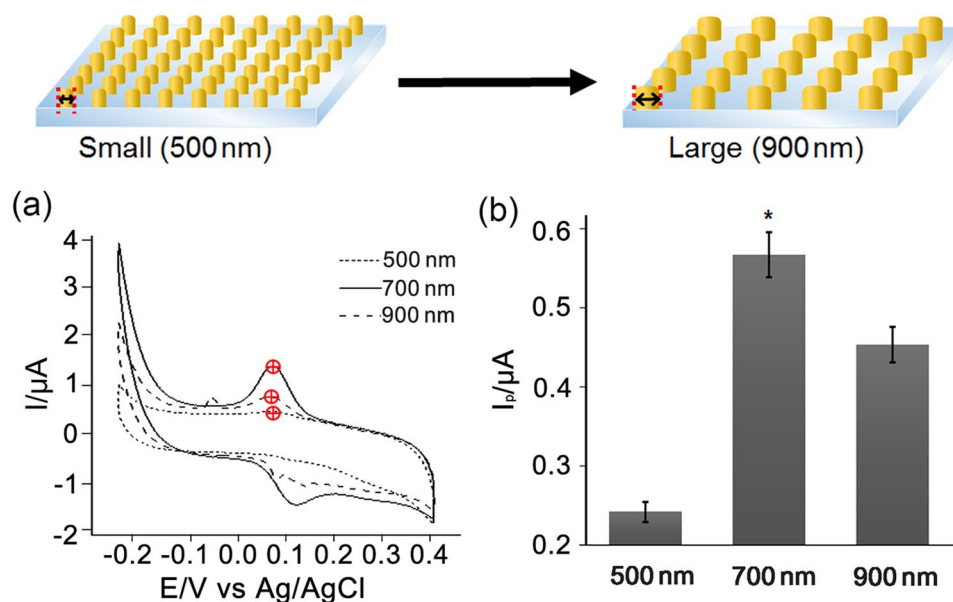 Small (500 nm)
Large (900 nm)
(a)
4
3
2
1
0
-1
-2
I/μA
500 nm
700 nm
900 nm
-0.2 -0.1 0.0 0.1 0.2 0.3 0.4
E/V vs Ag/AgCl
(b)
0.6
0.5
0.4
0.3
0.2
Ip/μA
*
500 nm 700 nm 900 nm